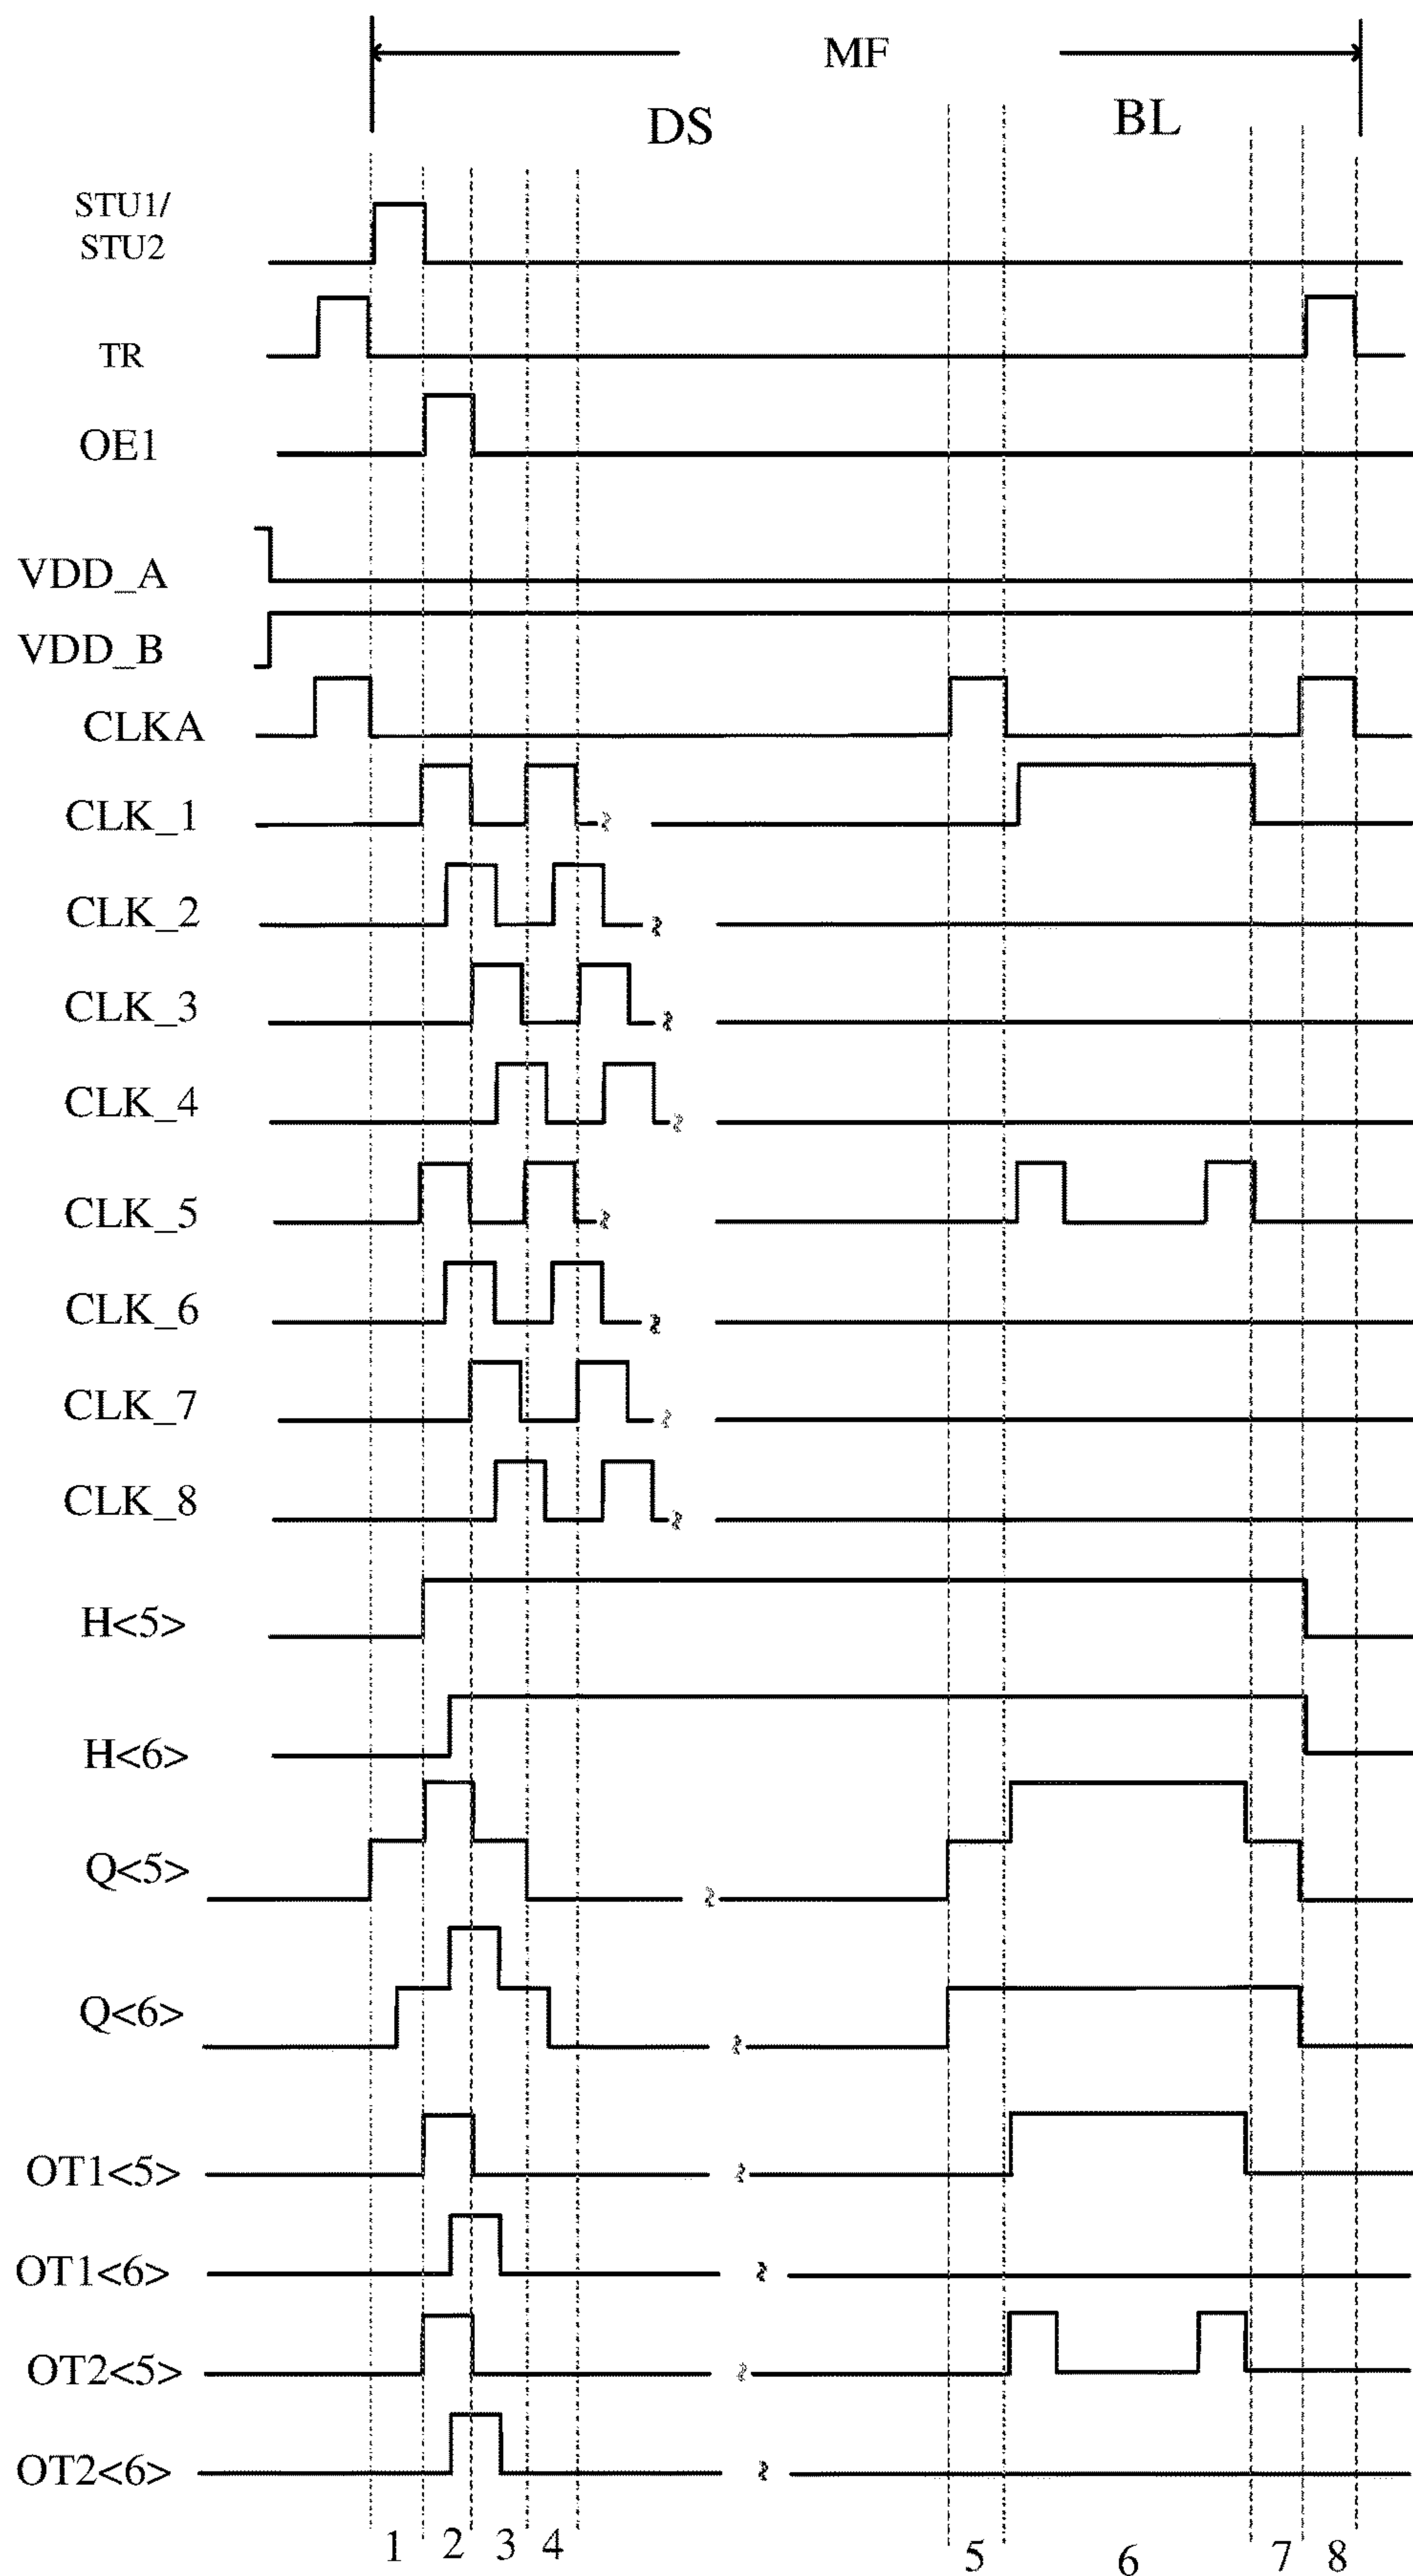 MF
DS
BL
STU1/
STU2
TR
OE1
VDD_A
VDD_B
CLKA
CLK_1
CLK_2
CLK_3
CLK_4
CLK_5
CLK_6
CLK_7
CLK_8
H<5>
H<6>
Q<5>
Q<6>
OT1<5>
OT1<6>
OT2<5>
OT2<6>
1 2 3 4 5 6 7 8